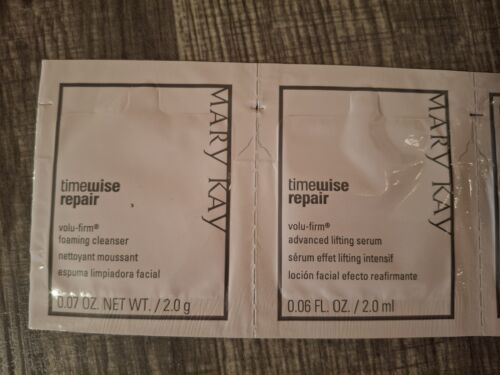 MARY KAY
timewise
repair
volu-firm®
foaming cleanser
nettoyant moussant
espuma limpiadora facial
0.07 OZ. NET WT. / 2.0 g
MARY KAY
timewise
repair
volu-firm®
advanced lifting serum
sérum effet lifting intensif
loción facial efecto reafirmante
0.06 FL. OZ. / 2.0 ml